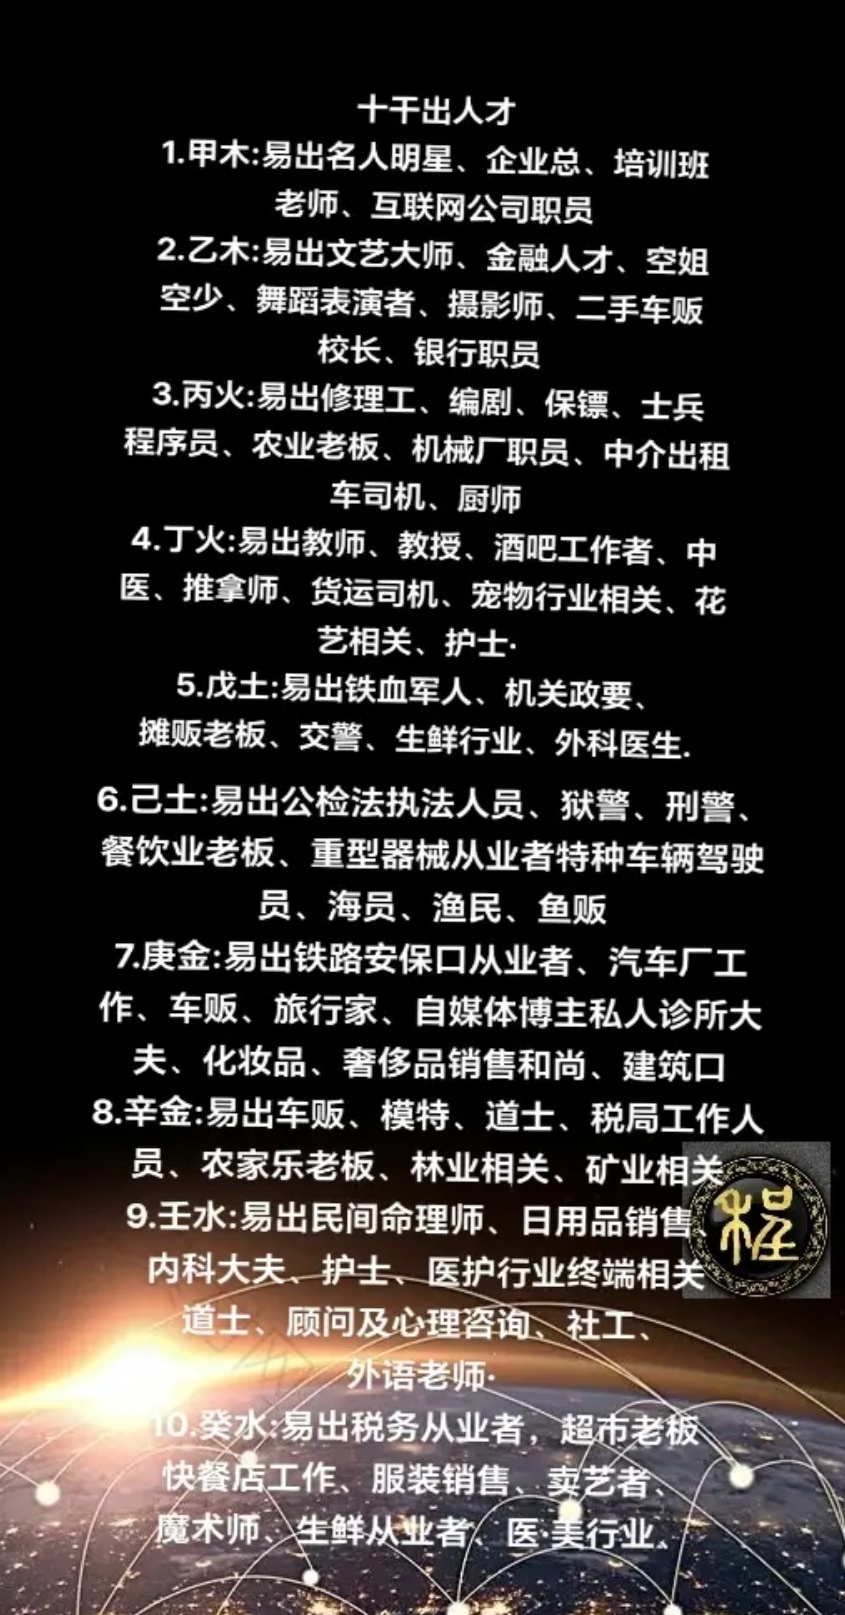 十干出人才
1.甲木:易出名人明星、企业总、培训班
老师、互联网公司职员
2.乙木:易出文艺大师、金融人才、空姐
空少、舞蹈表演者、摄影师、二手车贩
校长、银行职员
3.丙火:易出修理工、编剧、保镖、士兵
程序员、农业老板、机械厂职员、中介出租
车司机、厨师
4.丁火:易出教师、教授、酒吧工作者、中
医、推拿师、货运司机、宠物行业相关、花
艺相关、护士·
5.戊土:易出铁血军人、机关政要、
摊贩老板、交警、生鲜行业、外科医生.
6.己土:易出公检法执法人员、狱警、刑警、
餐饮业老板、重型器械从业者特种车辆驾驶
员、海员、渔民、鱼贩
7.庚金:易出铁路安保口从业者、汽车厂工
作、车贩、旅行家、自媒体博主私人诊所大
夫、化妆品、奢侈品销售和尚、建筑口
8.辛金:易出车贩、模特、道士、税局工作人
员、农家乐老板、林业相关、矿业相关
9.壬水:易出民间命理师、日用品销售
内科大夫、护士、医护行业终端相关
道士、顾问及心理咨询、社工、
外语老师·
10.癸水:易出税务从业者，超市老板
快餐店工作、服装销售、卖艺者、
魔术师、生鲜从业者、医·美行业、
程